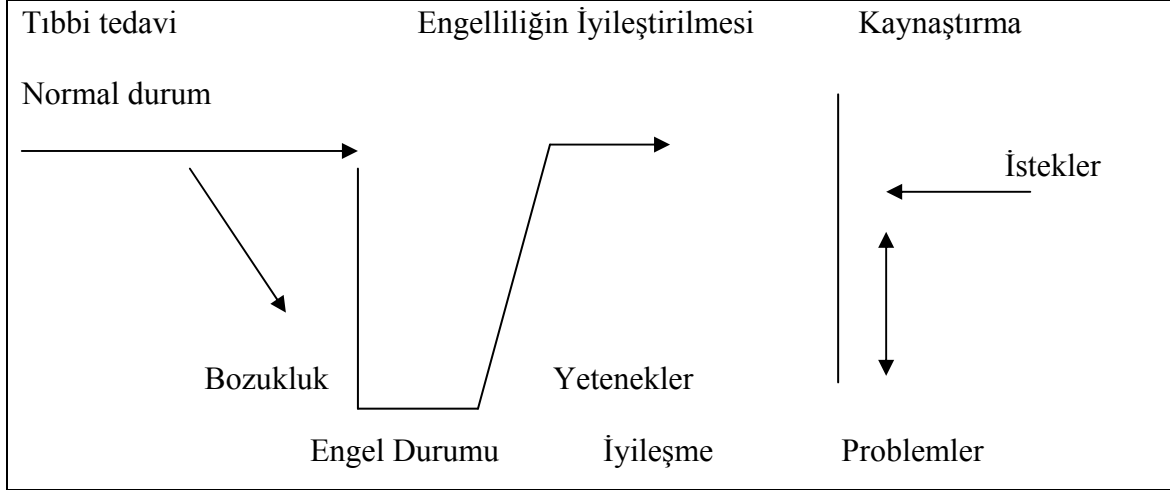 Tıbbi tedavi Engelliliğin İyileştirilmesi Kaynaştırma
Normal durum
İstekler
Bozukluk Yetenekler
Engel Durumu İyileşme Problemler